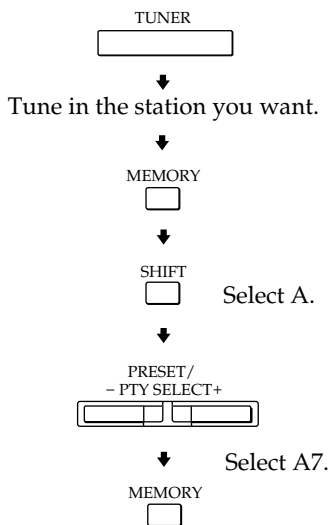 TUNER
Tune in the station you want.
MEMORY
SHIFT
Select A.
PRESET/
– PTY SELECT+
Select A7.
MEMORY